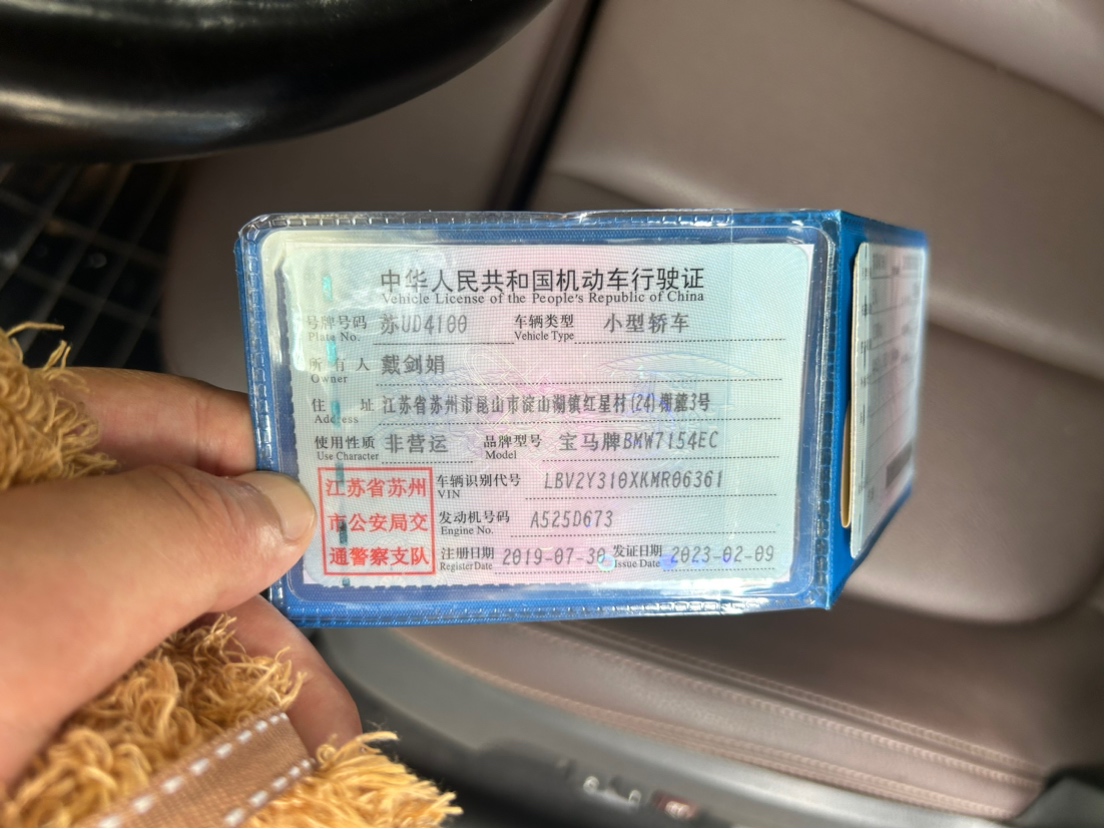 中华人民共和国机动车行驶证
Vehicle License of the People's Republic of China
号牌号码 苏UD4100 车辆类型 小型轿车
Plate No. Vehicle Type
所有人 戴剑娟
Owner
住址 江苏省苏州市昆山市淀山湖镇红星村(24)榭麓3号
Address
使用性质 非营运 品牌型号 宝马牌BMW7154EC
Use Character Model
江苏省苏州 车辆识别代号 LBV2Y310XKMR06361
VIN
市公安局交 发动机号码 A525D673
Engine No.
通警察支队 注册日期 2019-07-30 发证日期 2023-02-09
Register Date Issue Date